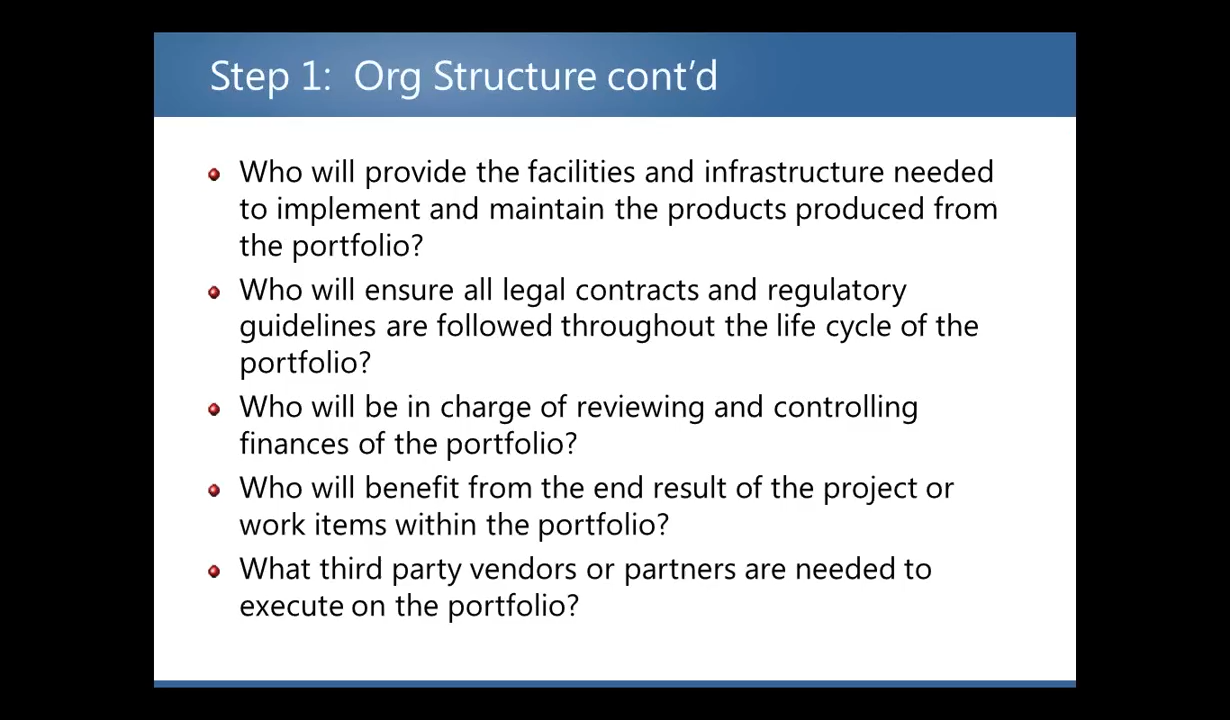 Step 1:  Org Structure cont’d
Who will provide the facilities and infrastructure needed
to implement and maintain the products produced from
the portfolio?
Who will ensure all legal contracts and regulatory
guidelines are followed throughout the life cycle of the
portfolio?
Who will be in charge of reviewing and controlling
finances of the portfolio?
Who will benefit from the end result of the project or
work items within the portfolio?
What third party vendors or partners are needed to
execute on the portfolio?